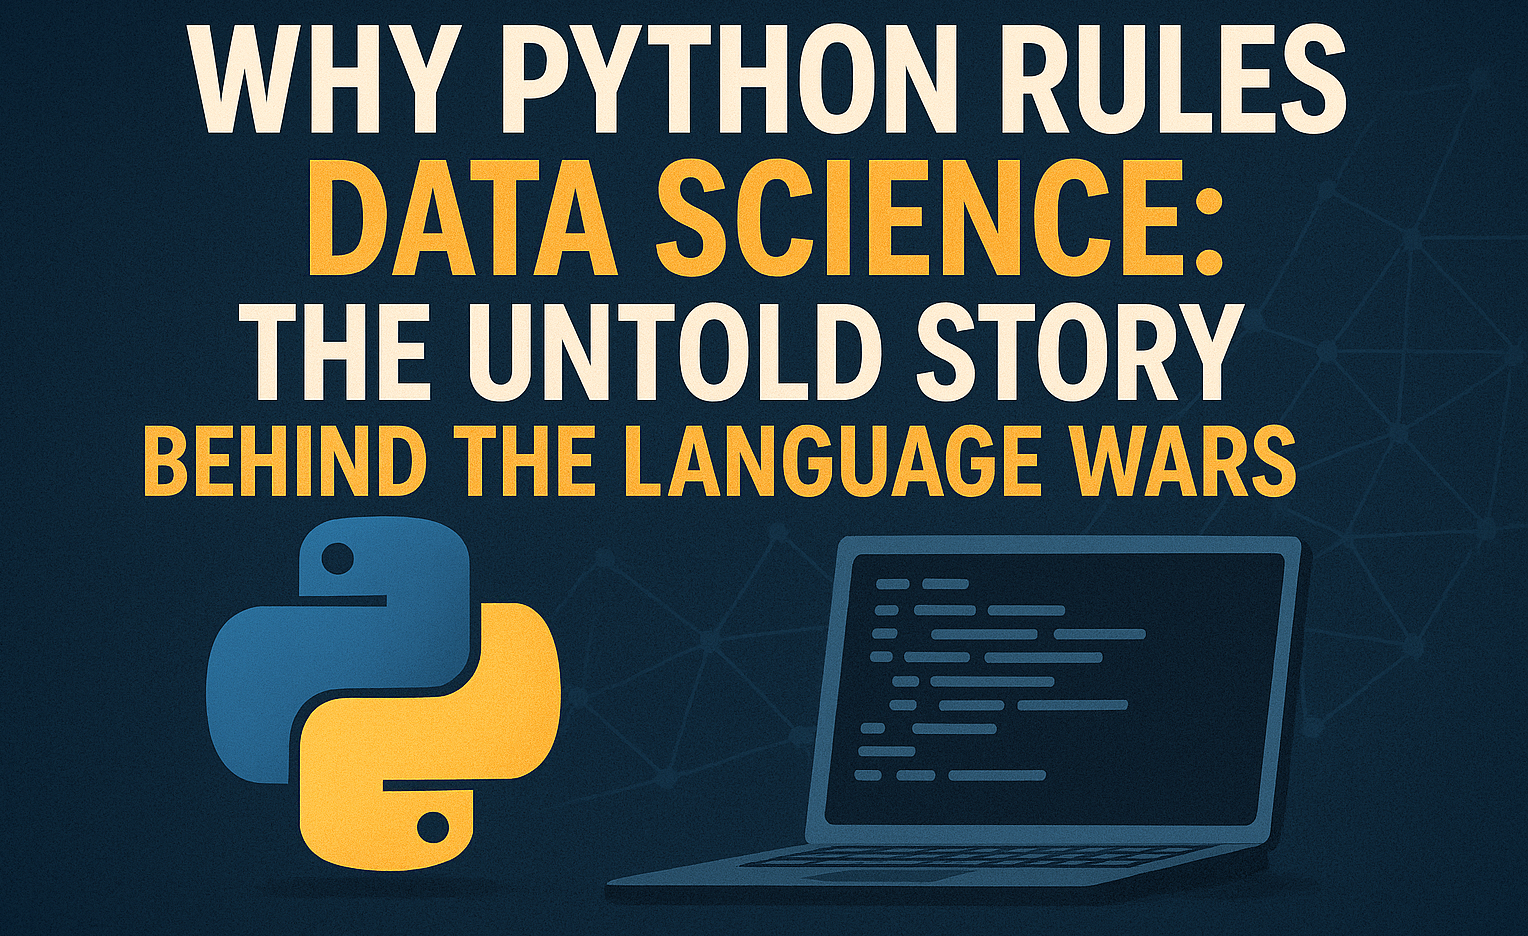 WHY PYTHON RULES
DATA SCIENCE:
THE UNTOLD STORY
BEHIND THE LANGUAGE WARS